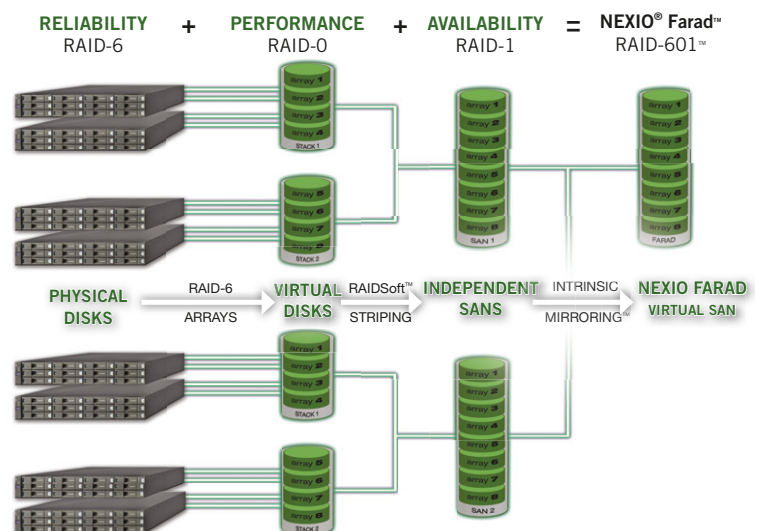 RELIABILITY + PERFORMANCE + AVAILABILITY = NEXIO® Farad™
RAID-6 RAID-0 RAID-1 RAID-601™
array 1
array 2
array 3
array 4
STACK 1
array 5
array 6
array 7
array 2
STACK 2
array 1
array 2
array 3
array 4
array 5
array 6
array 7
array 8
SAN 1
array 1
array 2
array 3
array 4
array 5
array 6
array 7
array 8
FARAD
PHYSICAL DISKS
RAID-6
ARRAYS
VIRTUAL DISKS
RAIDSoft™
STRIPING
INDEPENDENT SANS
INTRINSIC
MIRRORING™
NEXIO FARAD
VIRTUAL SAN
array 1
array 2
array 3
array 4
STACK 1
array 5
array 6
array 7
array 8
STACK 2
array 1
array 2
array 3
array 4
array 5
array 6
array 7
array 8
SAN 2